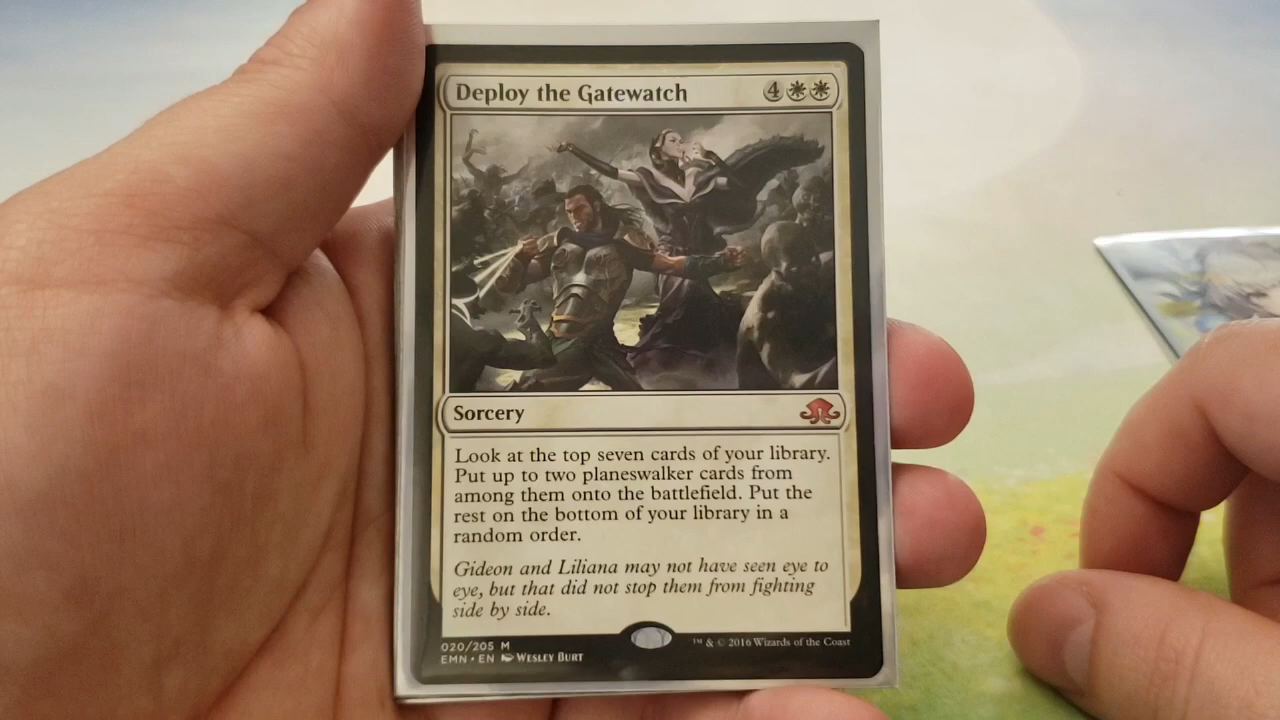 Deploy the Gatewatch 4
Sorcery
Look at the top seven cards of your library.
Put up to two planeswalker cards from
among them onto the battlefield. Put the
rest on the bottom of your library in a
random order.
Gideon and Liliana may not have seen eye to
eye, but that did not stop them from fighting
side by side.
020/205 M
™ & © 2016 Wizards of the Coast
EMN • EN Wesley Burt